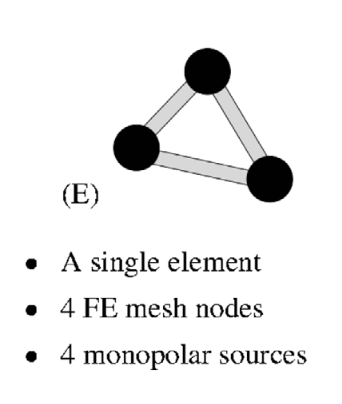 (E)
• A single element
• 4 FE mesh nodes
• 4 monopolar sources